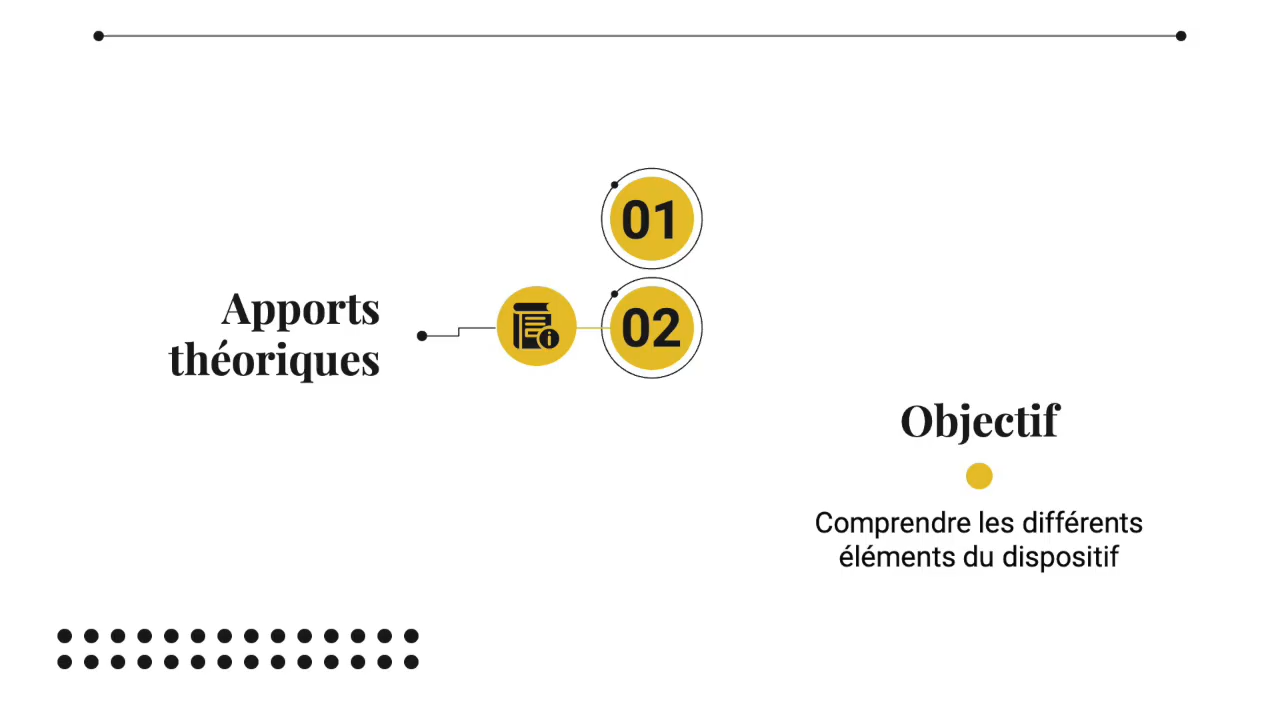 01
Apports
théoriques
02
Objectif
Comprendre les différents
éléments du dispositif